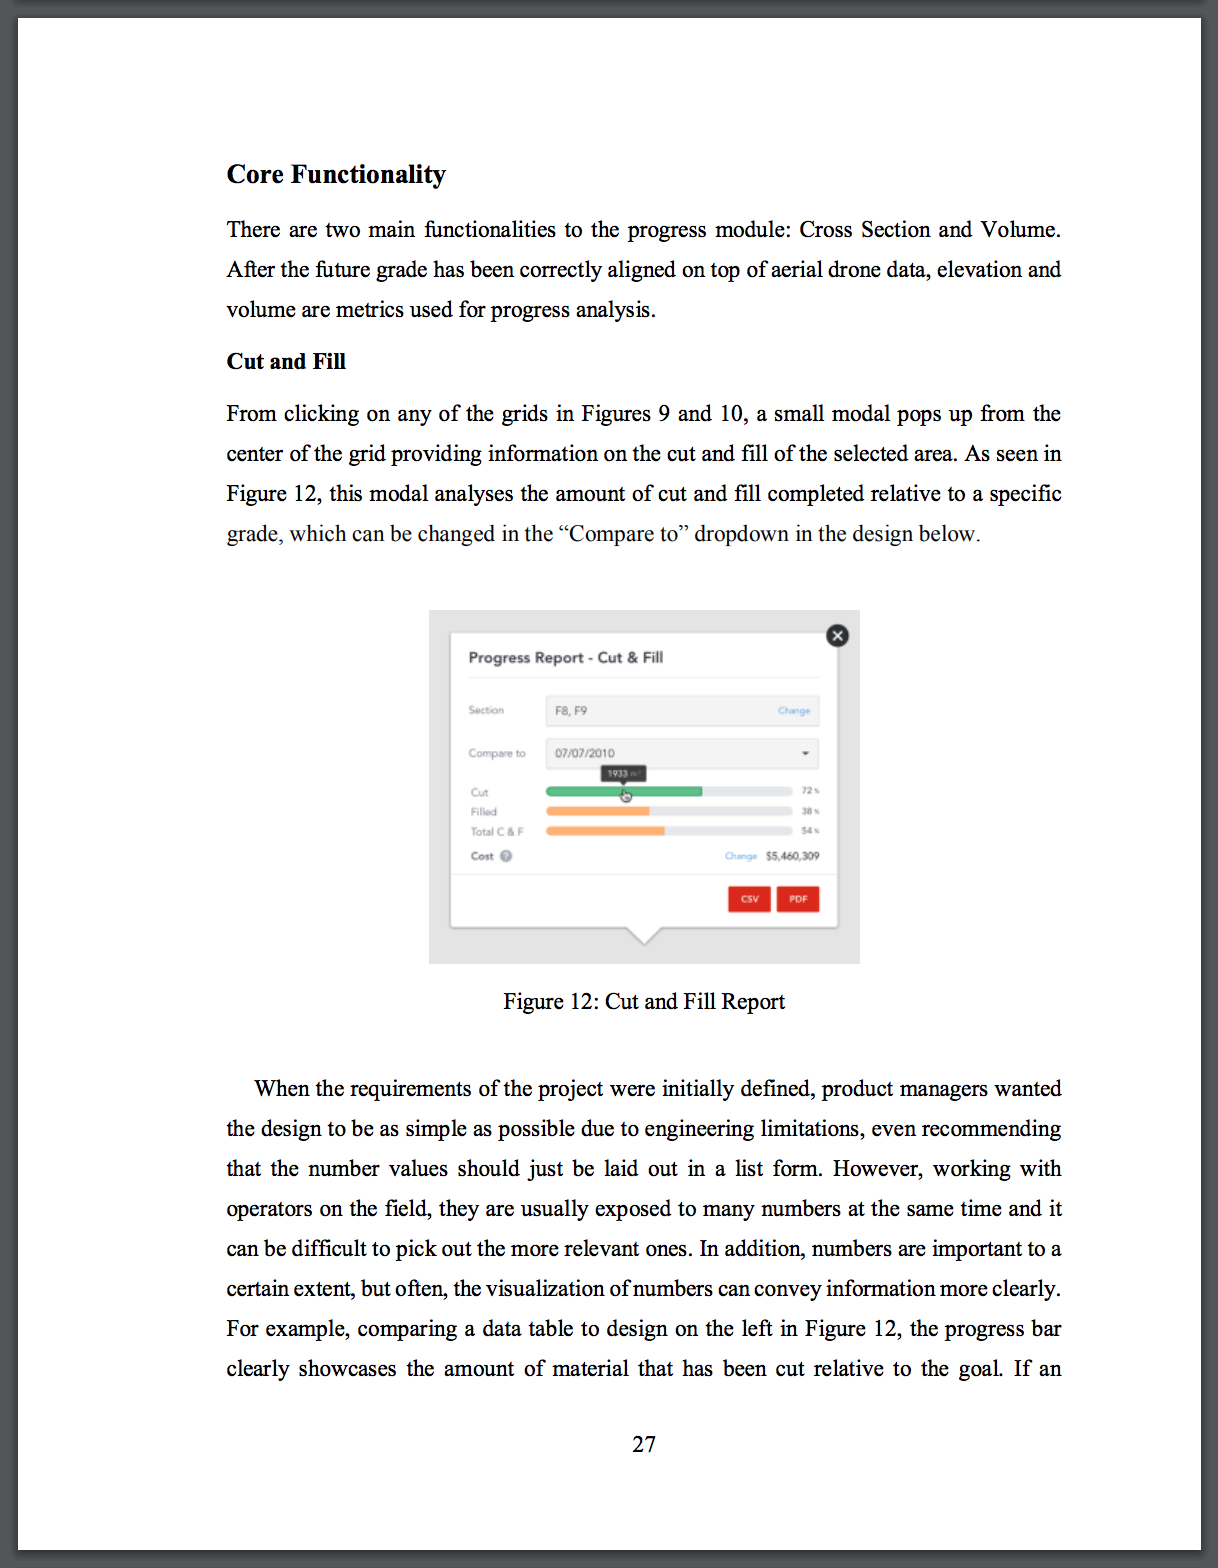 Core Functionality
There are two main functionalities to the progress module: Cross Section and Volume.
After the future grade has been correctly aligned on top of aerial drone data, elevation and
volume are metrics used for progress analysis.
Cut and Fill
From clicking on any of the grids in Figures 9 and 10, a small modal pops up from the
center of the grid providing information on the cut and fill of the selected area. As seen in
Figure 12, this modal analyses the amount of cut and fill completed relative to a specific
grade, which can be changed in the “Compare to” dropdown in the design below.
Progress Report - Cut & Fill
Section F8, F9 Change
Compare to 07/07/2010
1933
Cut 72 %
Filled 38 %
Total C & F 54 %
Cost ? Change $5,460,309
CSV PDF
Figure 12: Cut and Fill Report
When the requirements of the project were initially defined, product managers wanted
the design to be as simple as possible due to engineering limitations, even recommending
that the number values should just be laid out in a list form. However, working with
operators on the field, they are usually exposed to many numbers at the same time and it
can be difficult to pick out the more relevant ones. In addition, numbers are important to a
certain extent, but often, the visualization of numbers can convey information more clearly.
For example, comparing a data table to design on the left in Figure 12, the progress bar
clearly showcases the amount of material that has been cut relative to the goal. If an
27